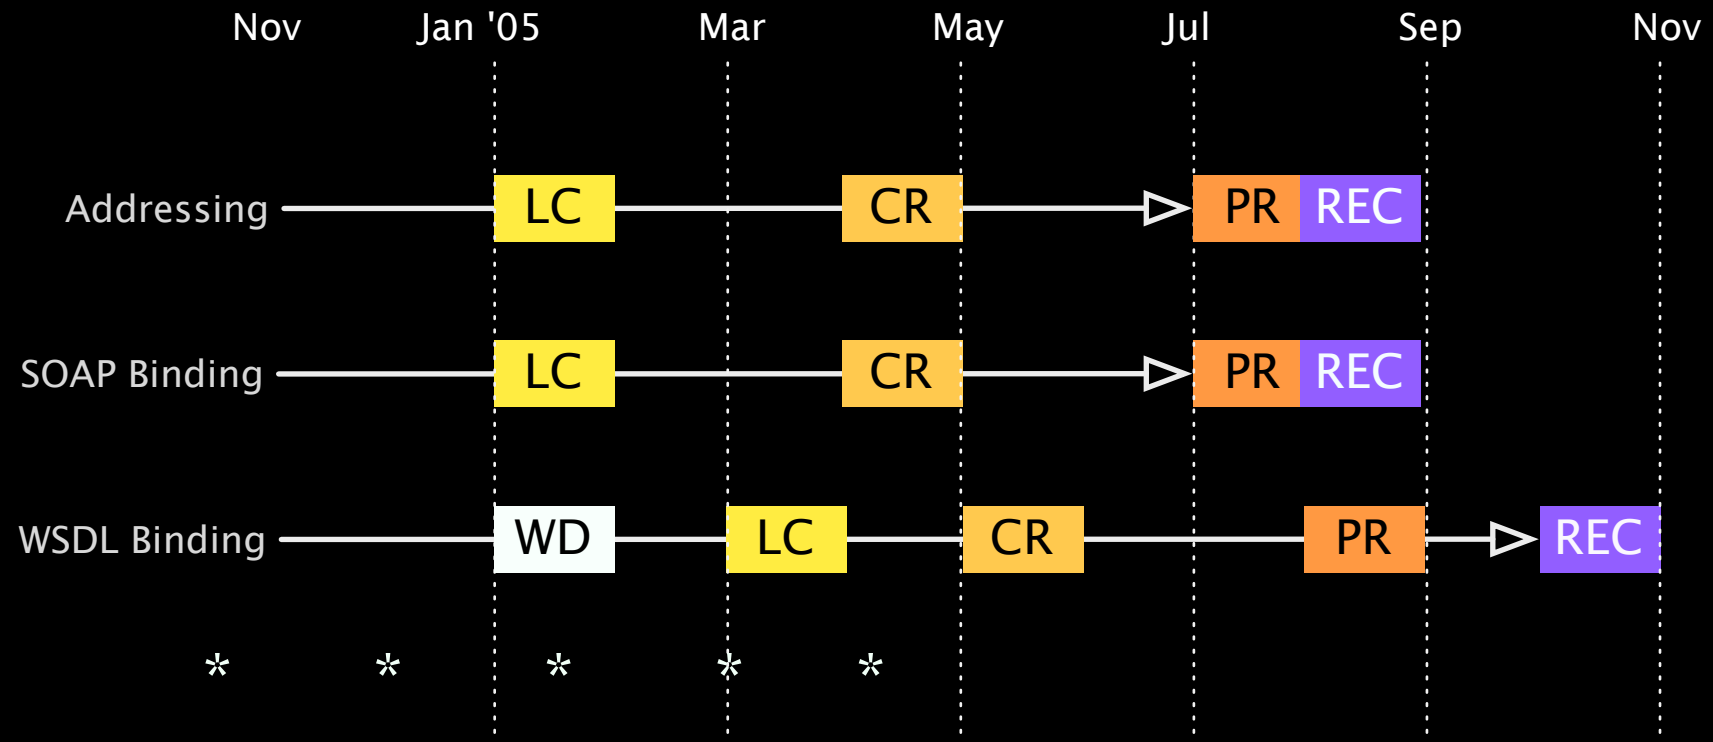 Nov Jan '05 Mar May Jul Sep Nov
Addressing LC CR PR REC
SOAP Binding LC CR PR REC
WSDL Binding WD LC CR PR REC
* * * * *